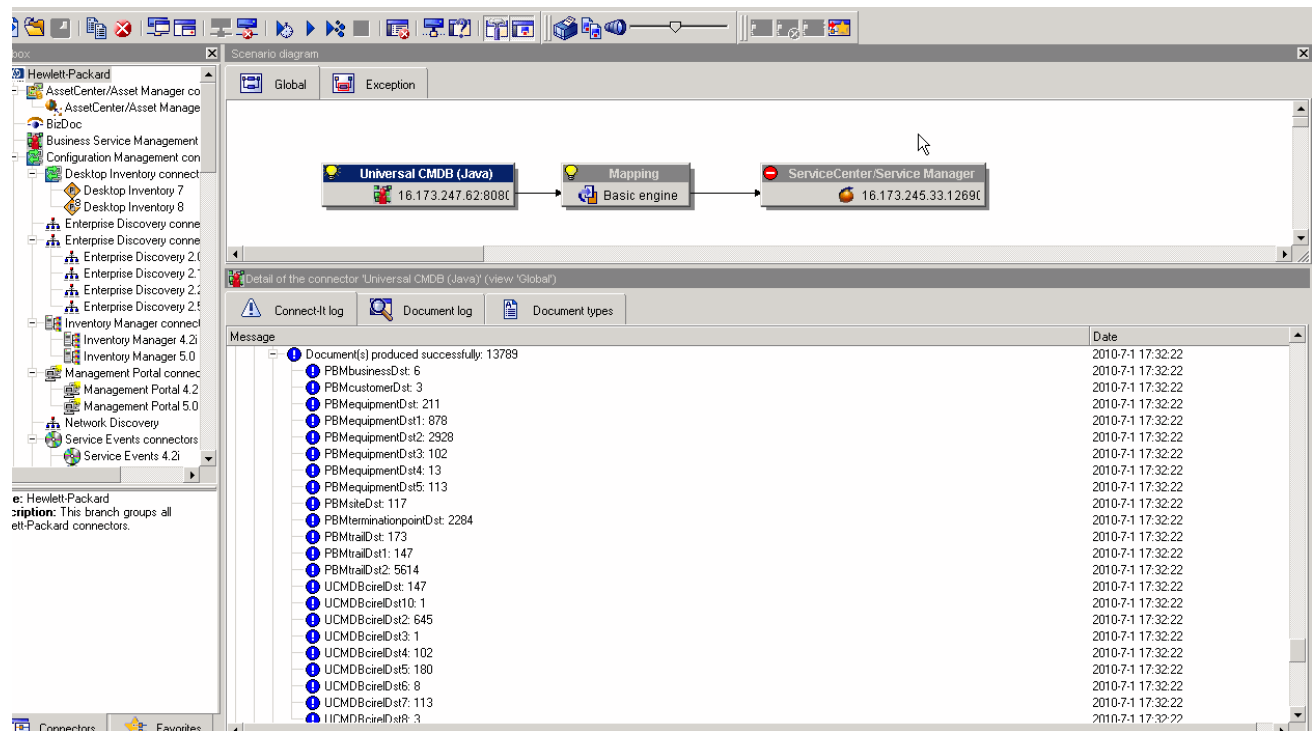 box
Scenario diagram
Hewlett-Packard
AssetCenter/Asset Manager co
AssetCenter/Asset Manage
BizDoc
Business Service Management
Configuration Management con
Desktop Inventory connect
Desktop Inventory 7
Desktop Inventory 8
Enterprise Discovery conne
Enterprise Discovery conne
Enterprise Discovery 2.0
Enterprise Discovery 2.
Enterprise Discovery 2.
Enterprise Discovery 2.
Inventory Manager connect
Inventory Manager 4.2i
Inventory Manager 5.0
Management Portal connec
Management Portal 4.2
Management Portal 5.0
Network Discovery
Service Events connectors
Service Events 4.2i
e: Hewlett-Packard
cription: This branch groups all
ett-Packard connectors.
Connectors Favorites
Global Exception
Universal CMDB (Java)
16.173.247.62:8080
Mapping
Basic engine
ServiceCenter/Service Manager
16.173.245.33.12690
Detail of the connector 'Universal CMDB (Java)' (view 'Global')
Connect-It log Document log Document types
Message Date
Document(s) produced successfully: 13789 2010-7-1 17:32:22
PBMbusinessDst: 6 2010-7-1 17:32:22
PBMcustomerDst: 3 2010-7-1 17:32:22
PBMequipmentDst: 211 2010-7-1 17:32:22
PBMequipmentDst1: 878 2010-7-1 17:32:22
PBMequipmentDst2: 2928 2010-7-1 17:32:22
PBMequipmentDst3: 102 2010-7-1 17:32:22
PBMequipmentDst4: 13 2010-7-1 17:32:22
PBMequipmentDst5: 113 2010-7-1 17:32:22
PBMsiteDst: 117 2010-7-1 17:32:22
PBMterminationpointDst: 2284 2010-7-1 17:32:22
PBMtrailDst: 173 2010-7-1 17:32:22
PBMtrailDst1: 147 2010-7-1 17:32:22
PBMtrailDst2: 5614 2010-7-1 17:32:22
UCMDBcirelDst: 147 2010-7-1 17:32:22
UCMDBcirelDst10: 1 2010-7-1 17:32:22
UCMDBcirelDst2: 645 2010-7-1 17:32:22
UCMDBcirelDst3: 1 2010-7-1 17:32:22
UCMDBcirelDst4: 102 2010-7-1 17:32:22
UCMDBcirelDst5: 180 2010-7-1 17:32:22
UCMDBcirelDst6: 8 2010-7-1 17:32:22
UCMDBcirelDst7: 113 2010-7-1 17:32:22
UCMDBcirelDst8: 3 2010-7-1 17:32:22